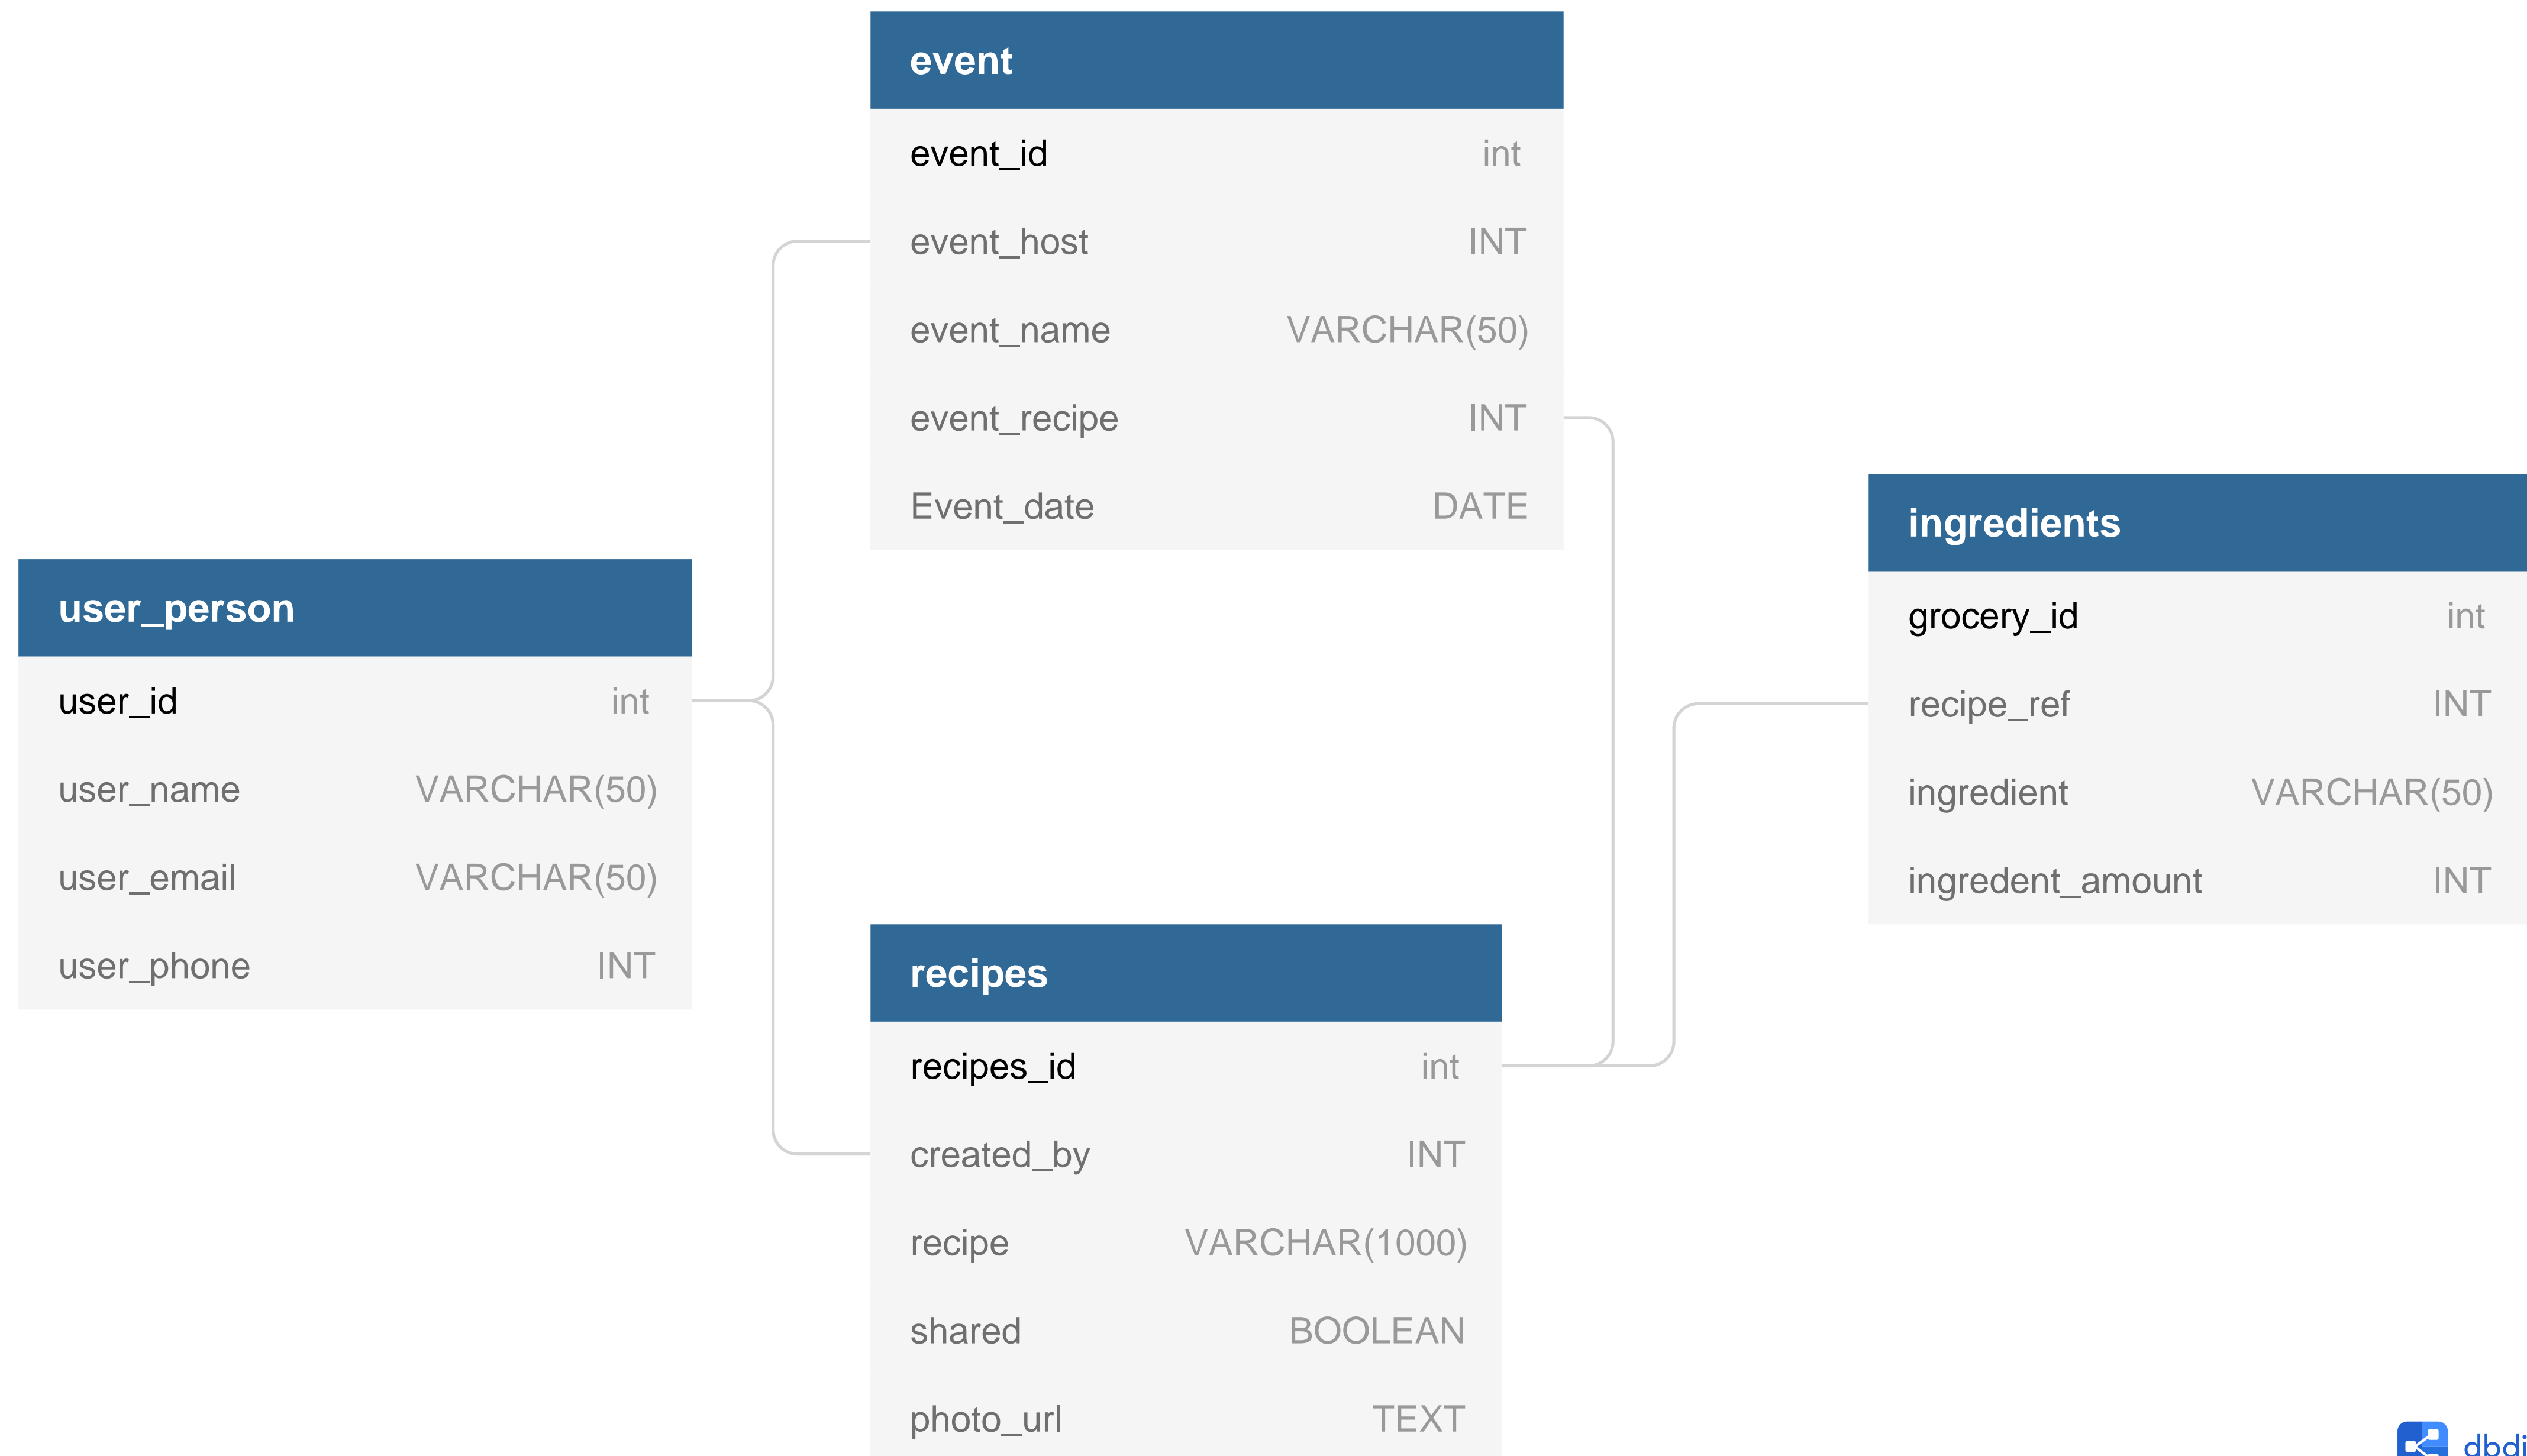 event
event_id int
event_host INT
event_name VARCHAR(50)
event_recipe INT
Event_date DATE
user_person
user_id int
user_name VARCHAR(50)
user_email VARCHAR(50)
user_phone INT
recipes
recipes_id int
created_by INT
recipe VARCHAR(1000)
shared BOOLEAN
photo_url TEXT
ingredients
grocery_id int
recipe_ref INT
ingredient VARCHAR(50)
ingredent_amount INT